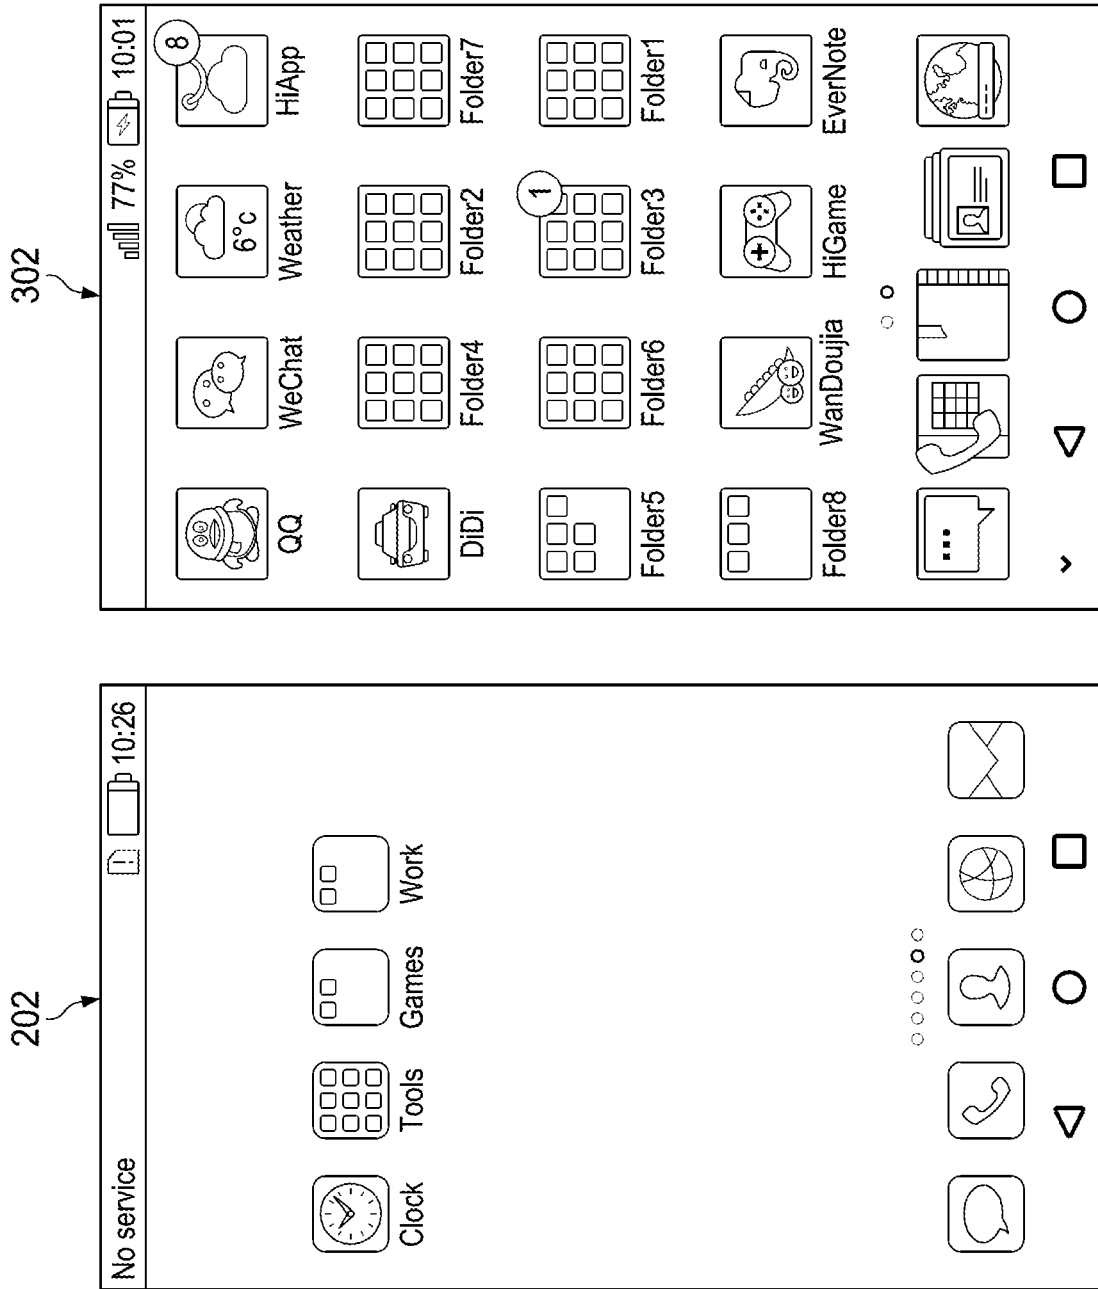 202
No service 10:26
Clock Tools Games Work
302
77% 10:01
8
6°c
QQ WeChat Weather HiApp
DiDi Folder4 Folder2 Folder7
1
Folder5 Folder6 Folder3 Folder1
Folder8 WanDoujia HiGame EverNote